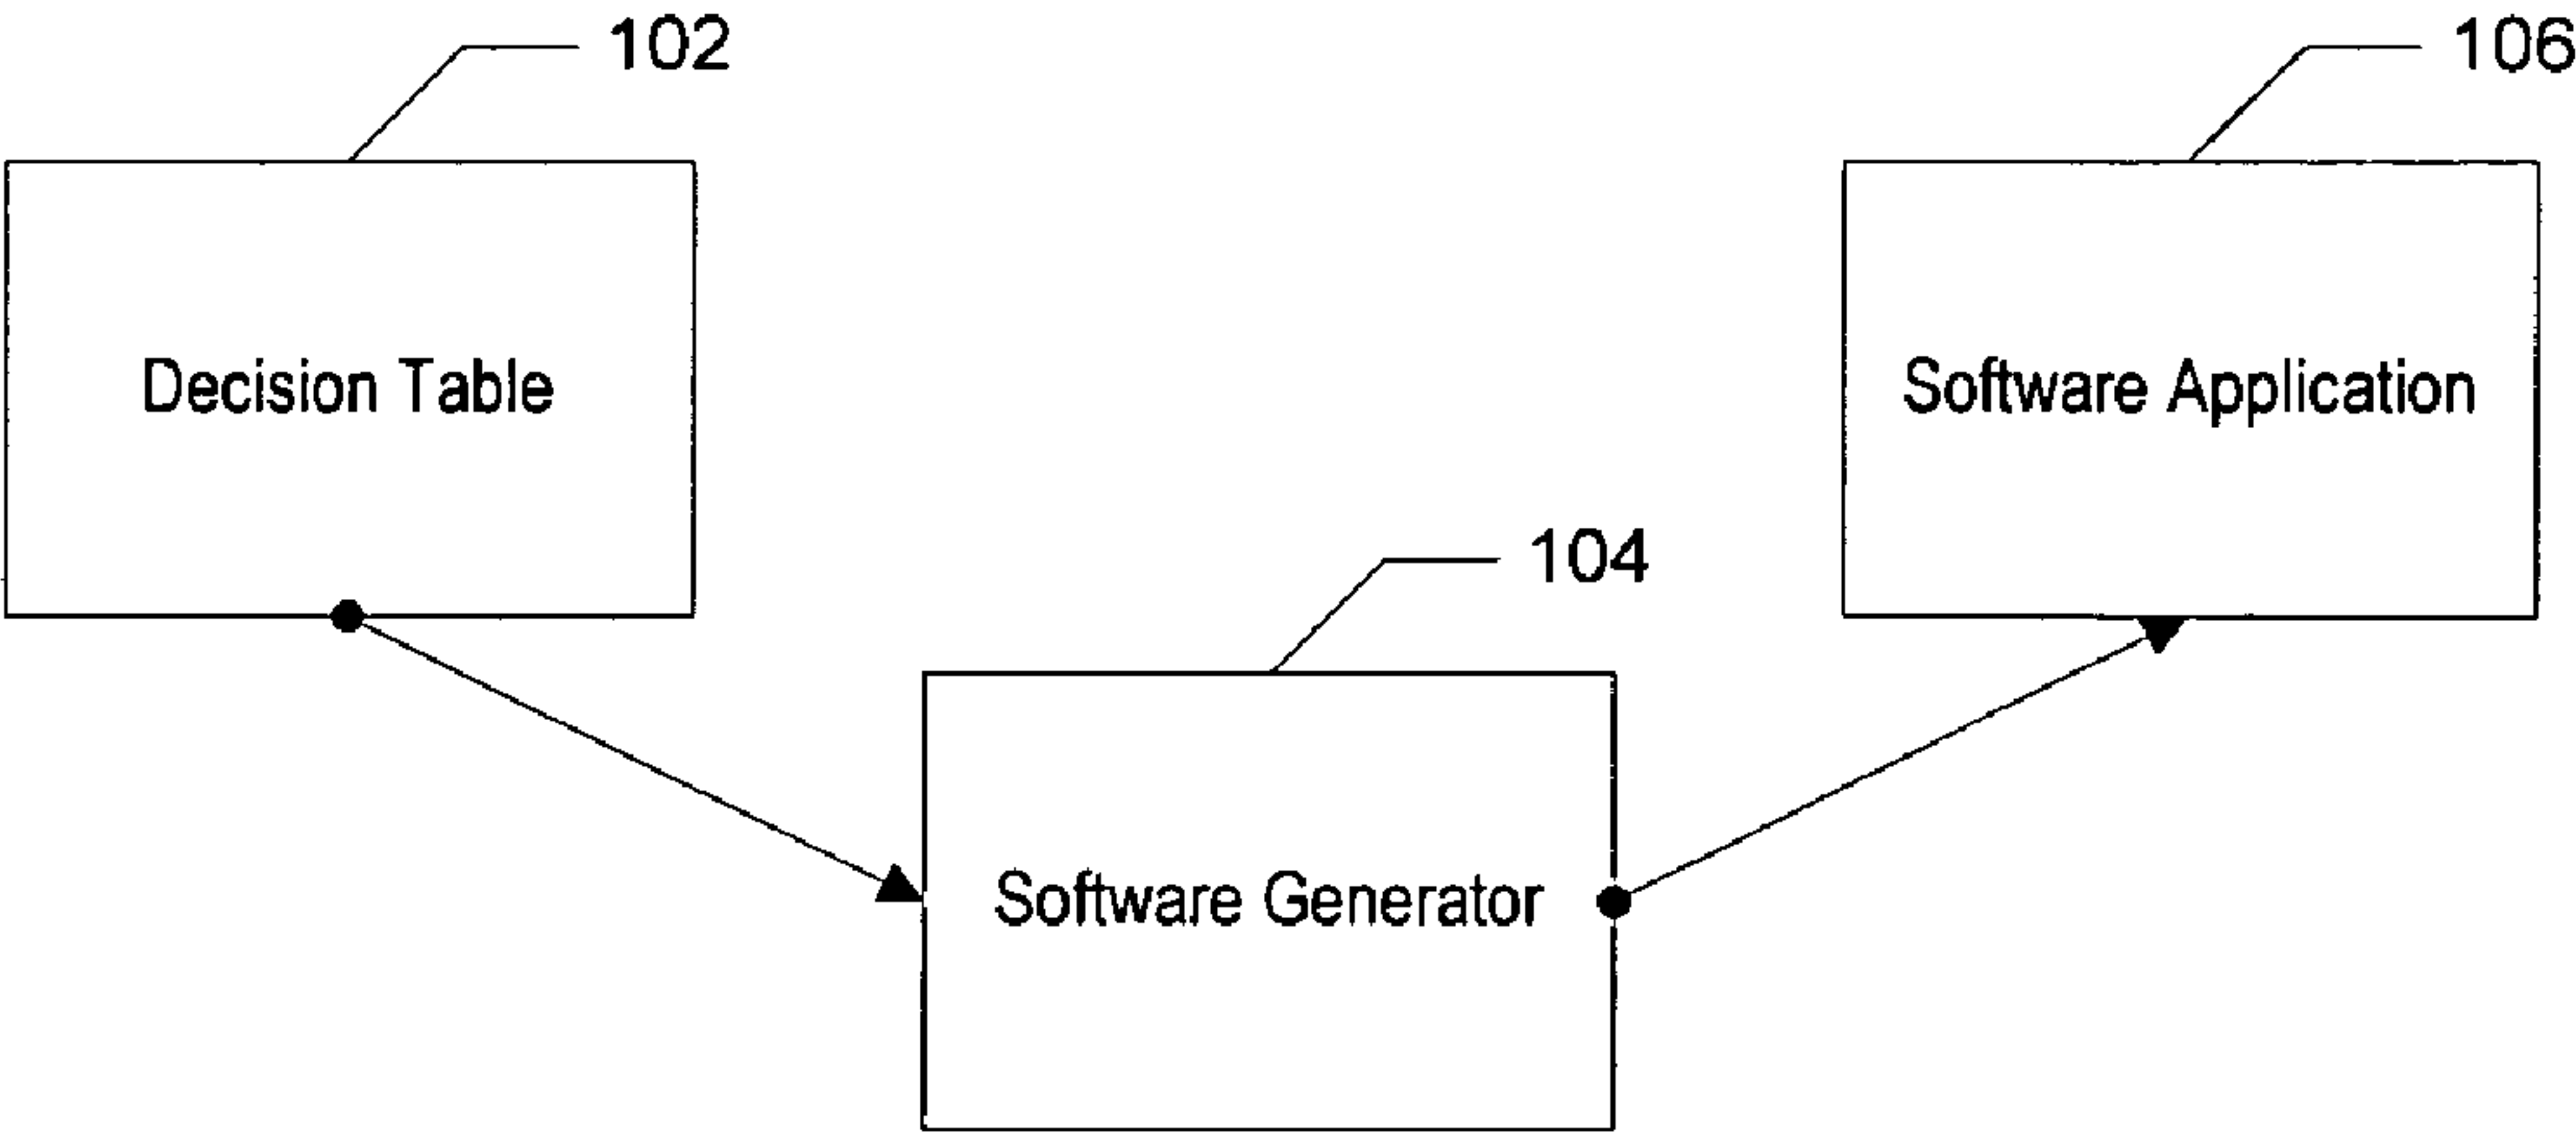 102
106
Decision Table
Software Application
104
Software Generator